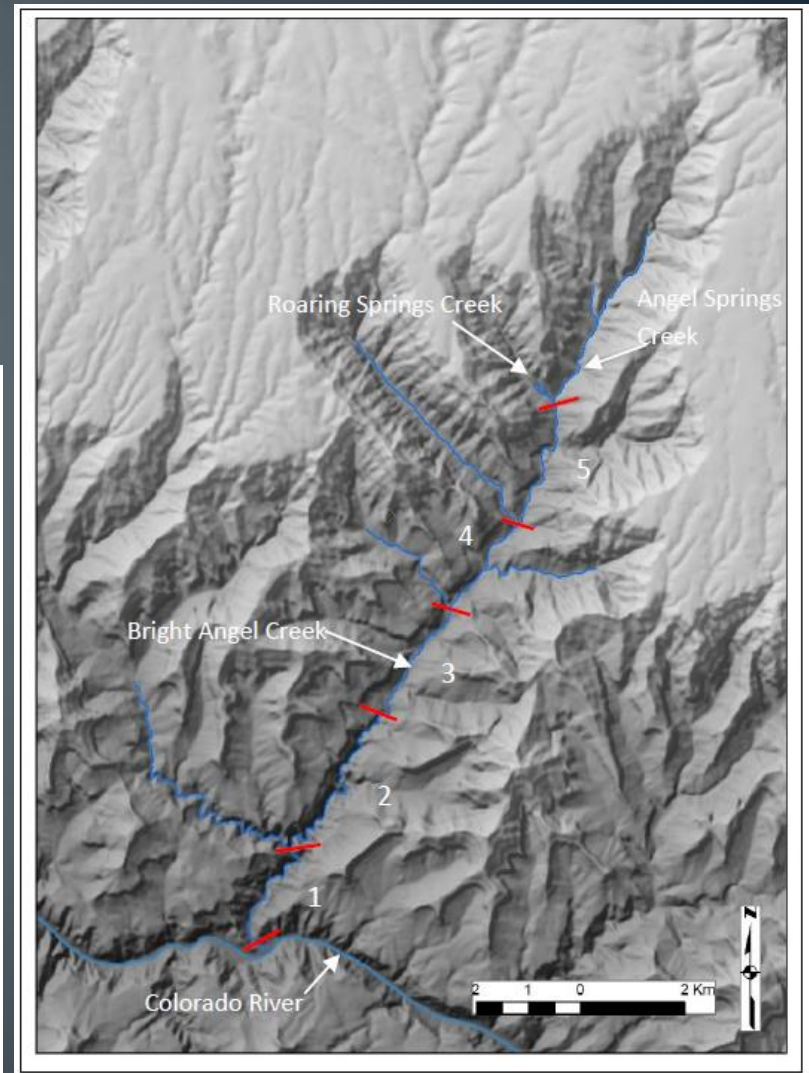 Roaring Springs Creek
Angel Springs
Creek
5
4
Bright Angel Creek
3
2
1
N
Colorado River
2 1 0 2 Km